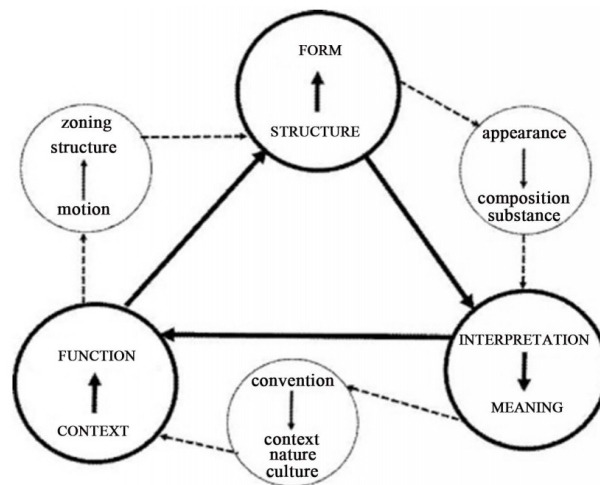 FORM
STRUCTURE
zoning
structure
motion
appearance
composition
substance
FUNCTION
CONTEXT
convention
context
nature
culture
INTERPRETATION
MEANING